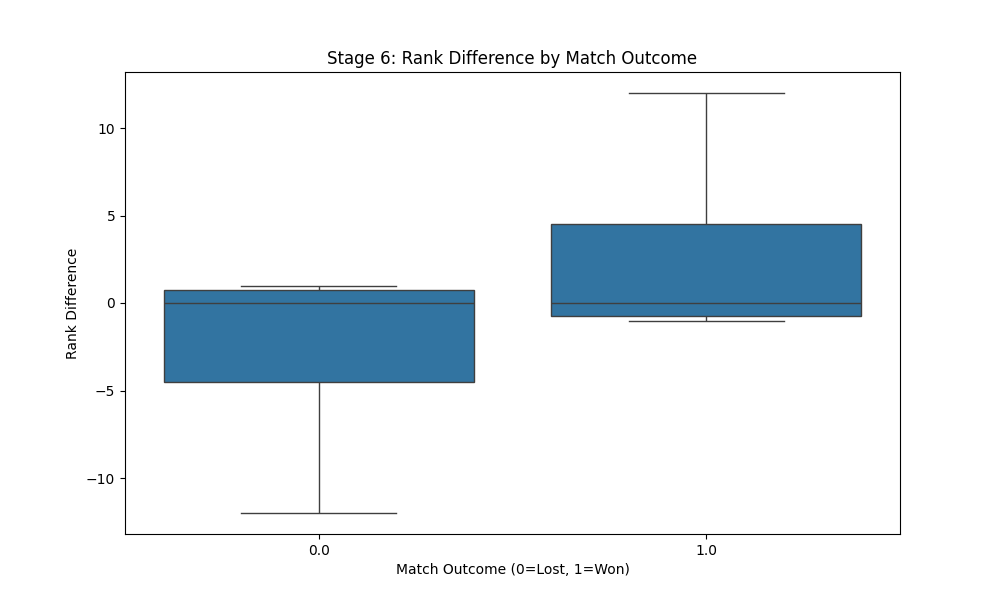 Stage 6: Rank Difference by Match Outcome
10
5
0
−5
−10
Rank Difference
0.0
1.0
Match Outcome (0=Lost, 1=Won)